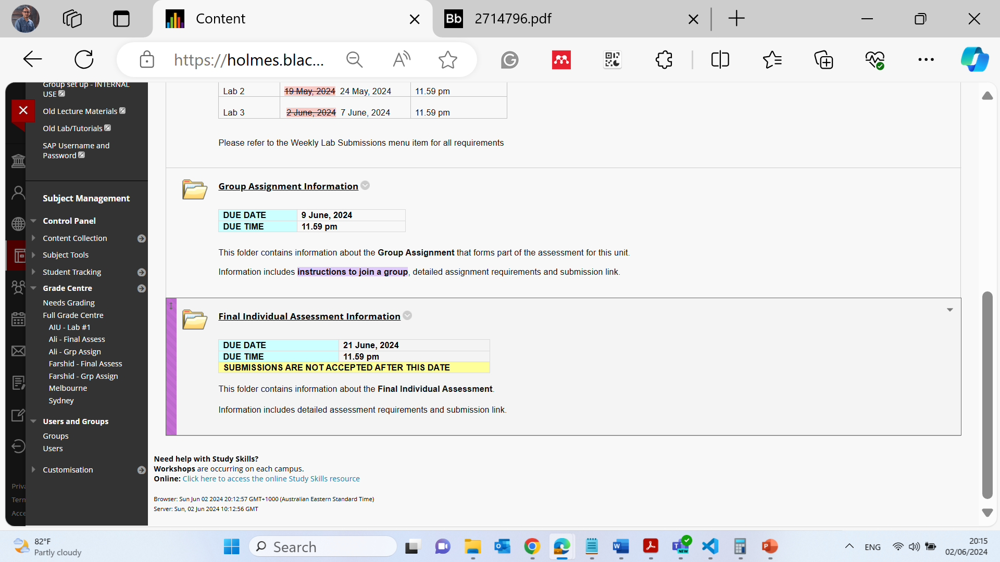 Content
Bb 2714796.pdf
https://holmes.blac...
Group set up - INTERNAL
USE
Old Lecture Materials
Old Lab/Tutorials
SAP Username and
Password
Subject Management
Control Panel
Content Collection
Subject Tools
Student Tracking
Grade Centre
Needs Grading
Full Grade Centre
AIU - Lab #1
Ali - Final Assess
Ali - Grp Assign
Farshid - Final Assess
Farshid - Grp Assign
Melbourne
Sydney
Users and Groups
Groups
Users
Customisation
Priva
Term
Acce
Lab 2 19 May, 2024 24 May, 2024 11.59 pm
Lab 3 2 June, 2024 7 June, 2024 11.59 pm
Please refer to the Weekly Lab Submissions menu item for all requirements
Group Assignment Information
DUE DATE 9 June, 2024
DUE TIME 11.59 pm
This folder contains information about the Group Assignment that forms part of the assessment for this unit.
Information includes instructions to join a group, detailed assignment requirements and submission link.
Final Individual Assessment Information
DUE DATE 21 June, 2024
DUE TIME 11.59 pm
SUBMISSIONS ARE NOT ACCEPTED AFTER THIS DATE
This folder contains information about the Final Individual Assessment.
Information includes detailed assessment requirements and submission link.
Need help with Study Skills?
Workshops are occurring on each campus.
Online: Click here to access the online Study Skills resource
Browser: Sun Jun 02 2024 20:12:57 GMT+1000 (Australian Eastern Standard Time)
Server: Sun, 02 Jun 2024 10:12:56 GMT
82°F
Partly cloudy
Search
NEW
ENG
20:15
02/06/2024